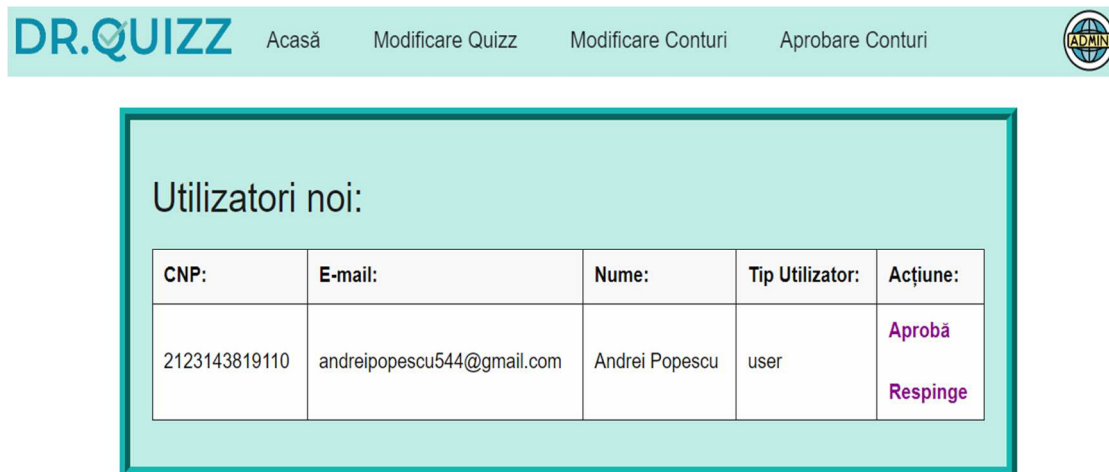 DR.QUIZZ Acasă Modificare Quizz Modificare Conturi Aprobare Conturi ADMIN
Utilizatori noi:
CNP: E-mail: Nume: Tip Utilizator: Acțiune:
2123143819110 andreipopescu544@gmail.com Andrei Popescu user Aprobă
Respinge